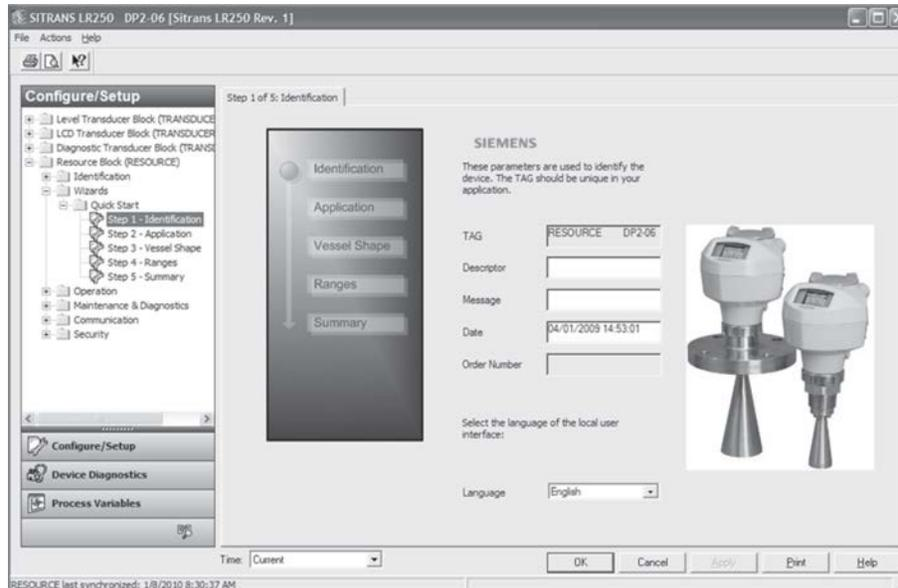 SITRANS LR250 DP2-06 [Sitrans LR250 Rev. 1]
File Actions Help
Configure/Setup
Level Transducer Block (TRANSDUCE
LCD Transducer Block (TRANSDUCER
Diagnostic Transducer Block (TRANSD
Resource Block (RESOURCE)
Identification
Wizards
Quick Start
Step 1 - Identification
Step 2 - Application
Step 3 - Vessel Shape
Step 4 - Ranges
Step 5 - Summary
Operation
Maintenance & Diagnostics
Communication
Security
Configure/Setup
Device Diagnostics
Process Variables
Step 1 of 5: Identification
Identification
Application
Vessel Shape
Ranges
Summary
SIEMENS
These parameters are used to identify the
device. The TAG should be unique in your
application.
TAG RESOURCE DP2-06
Descriptor
Message
Date 04/01/2009 14:53:01
Order Number
Select the language of the local user
interface:
Language English
Time: Current
OK Cancel Apply Print Help
RESOURCE last synchronized: 1/8/2010 8:30:37 AM